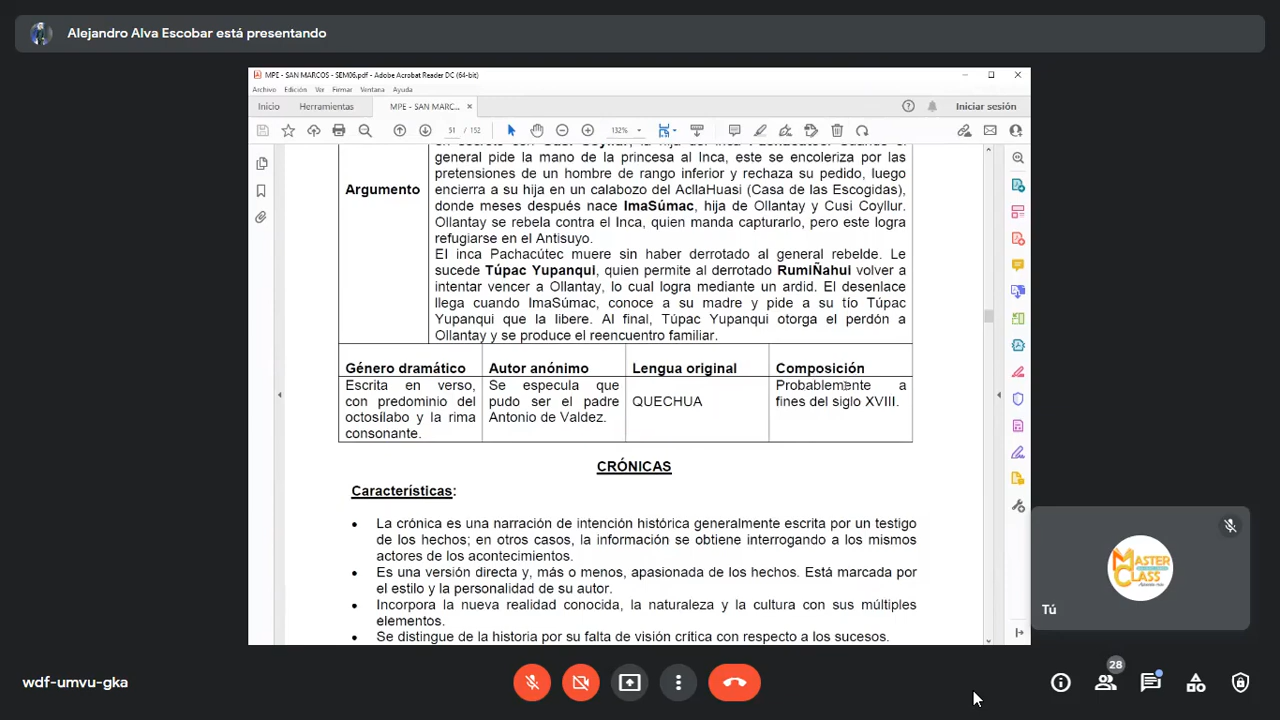 Alejandro Alva Escobar está presentando
MPE - SAN MARCOS - SEM06.pdf - Adobe Acrobat Reader DC (64-bit)
Archivo Edición Ver Firmar Ventana Ayuda
Inicio Herramientas MPE - SAN MARC... × Iniciar sesión
51 / 152 132%
general pide la mano de la princesa al Inca, este se encoleriza por las
pretensiones de un hombre de rango inferior y rechaza su pedido, luego
Argumento
encierra a su hija en un calabozo del AcllaHuasi (Casa de las Escogidas),
donde meses después nace ImaSúmac, hija de Ollantay y Cusi Coyllur.
Ollantay se rebela contra el Inca, quien manda capturarlo, pero este logra
refugiarse en el Antisuyo.
El inca Pachacútec muere sin haber derrotado al general rebelde. Le
sucede Túpac Yupanqui, quien permite al derrotado RumiÑahui volver a
intentar vencer a Ollantay, lo cual logra mediante un ardid. El desenlace
llega cuando ImaSúmac, conoce a su madre y pide a su tío Túpac
Yupanqui que la libere. Al final, Túpac Yupanqui otorga el perdón a
Ollantay y se produce el reencuentro familiar.
Género dramático Autor anónimo Lengua original Composición
Escrita en verso,
con predominio del
octosílabo y la rima
consonante.
Se especula que
pudo ser el padre
Antonio de Valdez.
QUECHUA
Probablemente a
fines del siglo XVIII.
CRÓNICAS
Características:
• La crónica es una narración de intención histórica generalmente escrita por un testigo
de los hechos; en otros casos, la información se obtiene interrogando a los mismos
actores de los acontecimientos.
• Es una versión directa y, más o menos, apasionada de los hechos. Está marcada por
el estilo y la personalidad de su autor.
• Incorpora la nueva realidad conocida, la naturaleza y la cultura con sus múltiples
elementos.
• Se distingue de la historia por su falta de visión crítica con respecto a los sucesos.
MASTER
CLASS
Tú
wdf-umvu-gka
28